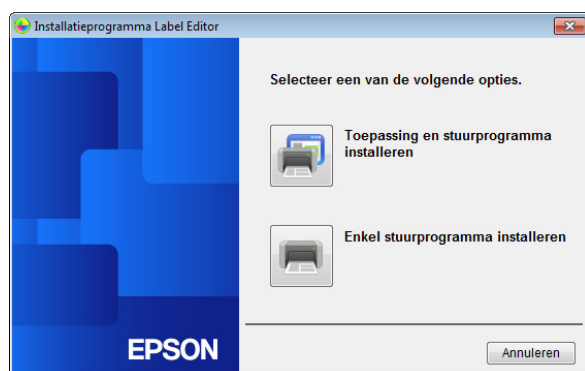 Installatieprogramma Label Editor
Selecteer een van de volgende opties.
Toepassing en stuurprogramma
installeren
Enkel stuurprogramma installeren
EPSON
Annuleren